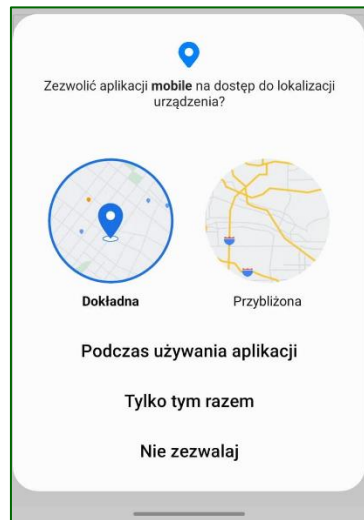 Zezwolić aplikacji mobile na dostęp do lokalizacji
urządzenia?
Dokładna
Przybliżona
Podczas używania aplikacji
Tylko tym razem
Nie zezwalaj